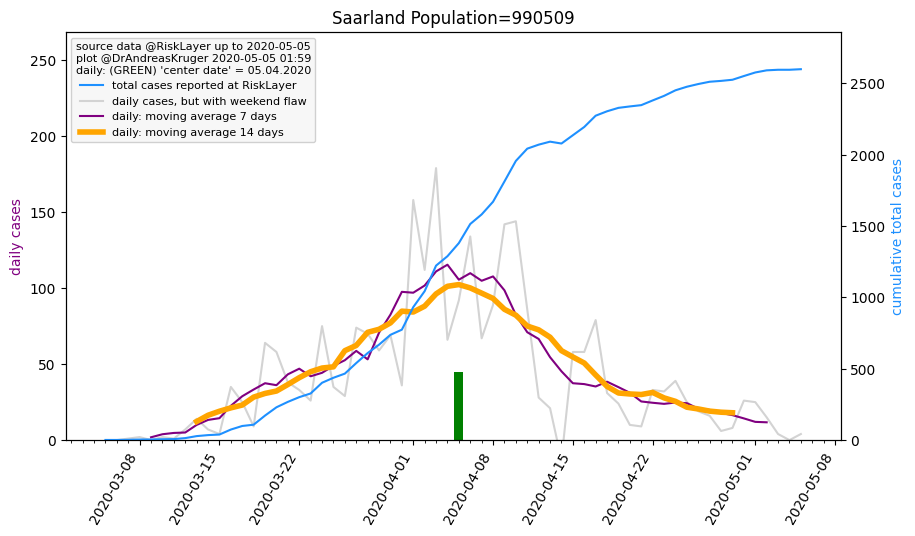 Saarland Population=990509
source data @RiskLayer up to 2020-05-05
plot @DrAndreasKruger 2020-05-05 01:59
daily: (GREEN) 'center date' = 05.04.2020
total cases reported at RiskLayer
daily cases, but with weekend flaw
daily: moving average 7 days
daily: moving average 14 days
daily cases
250
200
150
100
50
0
cumulative total cases
2500
2000
1500
1000
500
0
2020-03-08
2020-03-15
2020-03-22
2020-04-01
2020-04-08
2020-04-15
2020-04-22
2020-05-01
2020-05-08